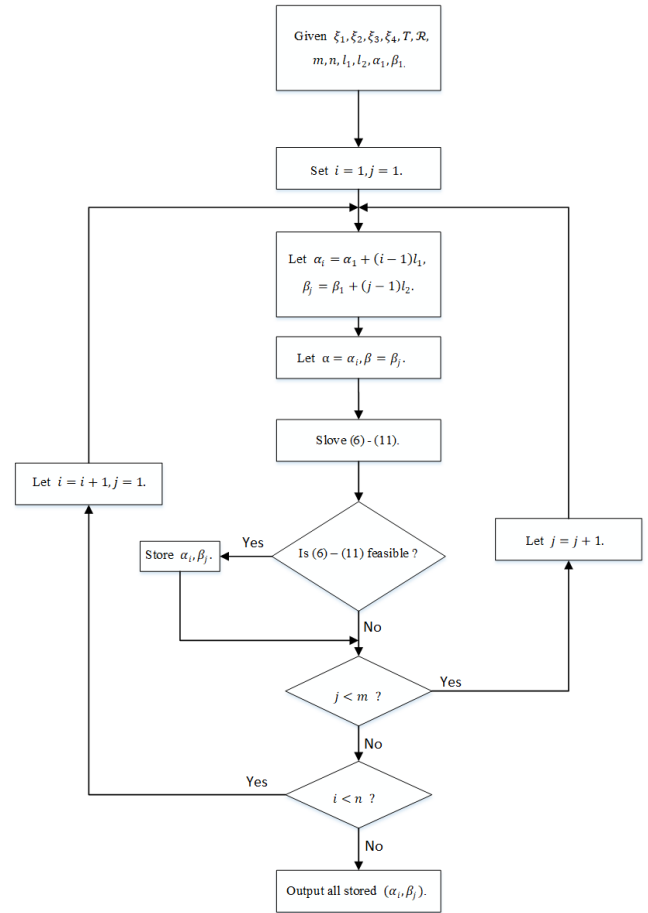 Given ξ₁, ξ₂, ξ₃, ξ₄, T, ℛ,
m, n, l₁, l₂, α₁, β₁.
Set i = 1, j = 1.
Let αᵢ = α₁ + (i − 1)l₁,
βⱼ = β₁ + (j − 1)l₂.
Let α = αᵢ, β = βⱼ.
Slove (6) - (11).
Let i = i + 1, j = 1.
Is (6) – (11) feasible ?
Yes
Store αᵢ, βⱼ.
Let j = j + 1.
No
j < m ?
Yes
No
i < n ?
Yes
No
Output all stored (αᵢ, βⱼ).